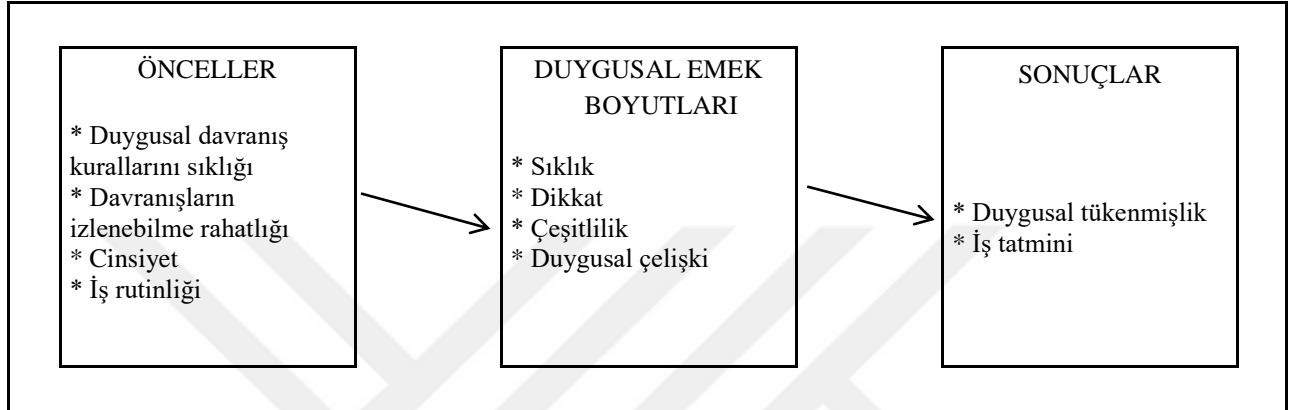 ÖNCELLER
* Duygusal davranış
kurallarını sıklığı
* Davranışların
izlenebilme rahatlığı
* Cinsiyet
* İş rutinliği
DUYGUSAL EMEK
BOYUTLARI
* Sıklık
* Dikkat
* Çeşitlilik
* Duygusal çelişki
SONUÇLAR
* Duygusal tükenmişlik
* İş tatmini